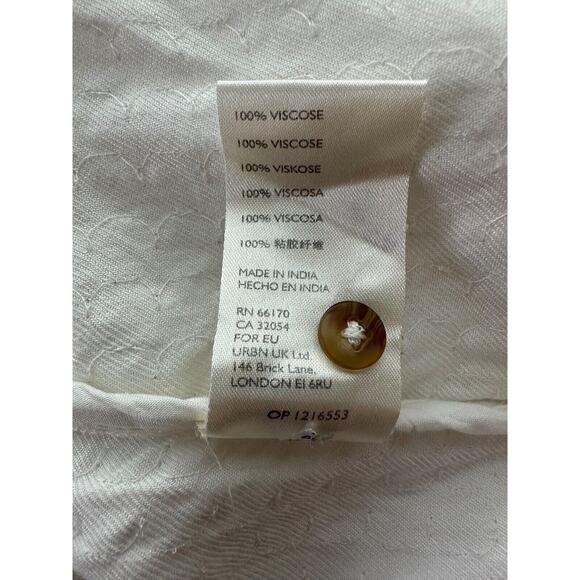 100% VISCOSE
100% VISCOSE
100% VISKOSE
100% VISCOSA
100% VISCOSA
100% 粘胶纤维
MADE IN INDIA
HECHO EN INDIA
RN 66170
CA 32054
FOR EU
URBN UK Ltd.
146 Brick Lane,
LONDON E1 6RU
OP 1216553